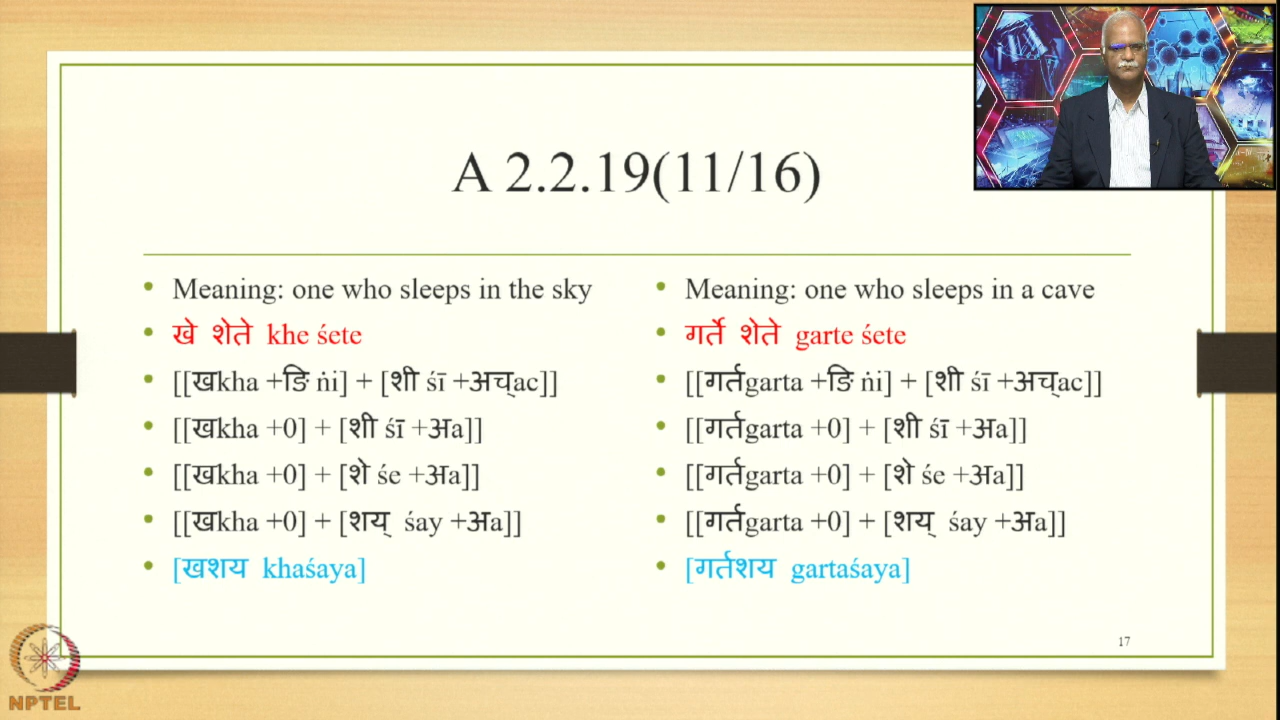 A 2.2.19(11/16)
Meaning: one who sleeps in the sky
खे शेते khe śete
[[खkha +ङि ṅi] + [शी śī +अच्ac]]
[[खkha +0] + [शी śī +अa]]
[[खkha +0] + [शे śe +अa]]
[[खkha +0] + [शय् śay +अa]]
[खशय khaśaya]
Meaning: one who sleeps in a cave
गर्ते शेते garte śete
[[गर्तgarta +ङि ṅi] + [शी śī +अच्ac]]
[[गर्तgarta +0] + [शी śī +अa]]
[[गर्तgarta +0] + [शे śe +अa]]
[[गर्तgarta +0] + [शय् śay +अa]]
[गर्तशय gartaśaya]
17
NPTEL